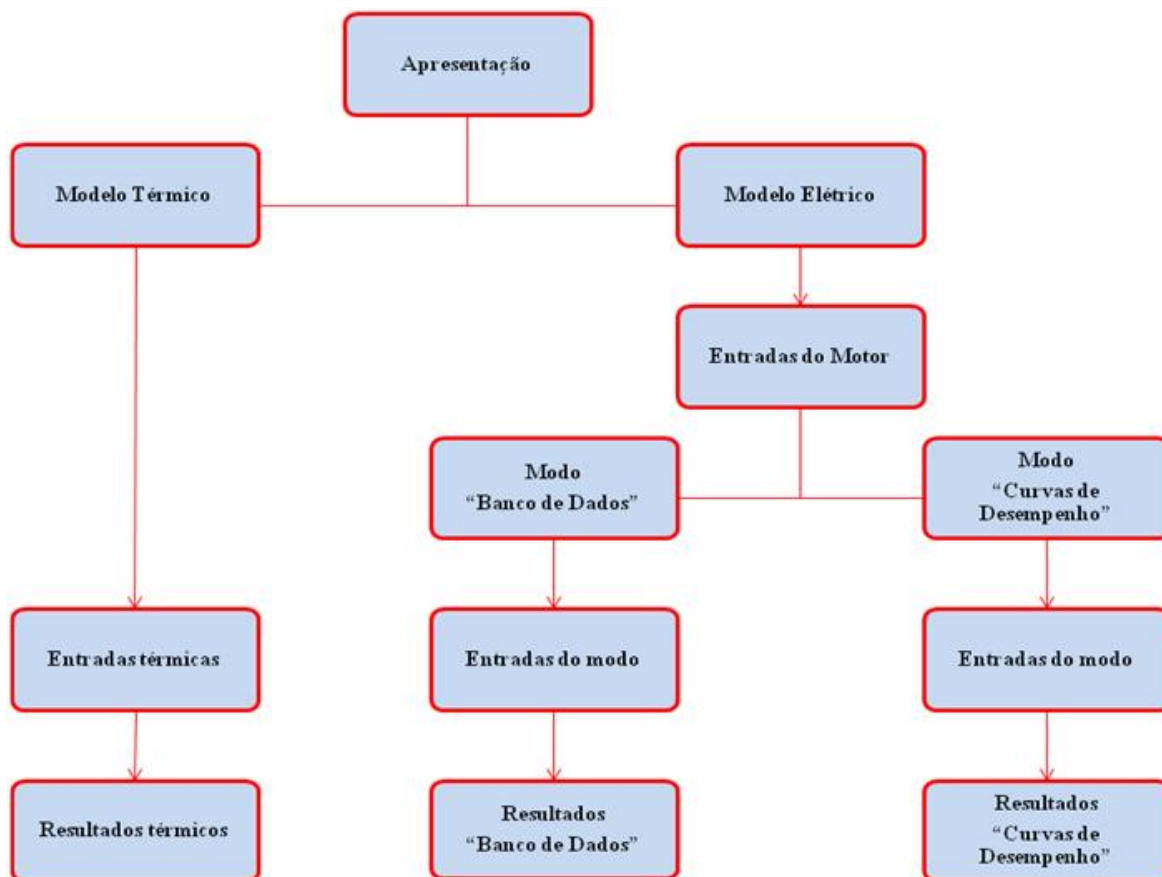 Apresentação
Modelo Térmico
Modelo Elétrico
Entradas do Motor
Modo
“Banco de Dados”
Modo
“Curvas de
Desempenho”
Entradas térmicas
Entradas do modo
Entradas do modo
Resultados térmicos
Resultados
“Banco de Dados”
Resultados
“Curvas de
Desempenho”